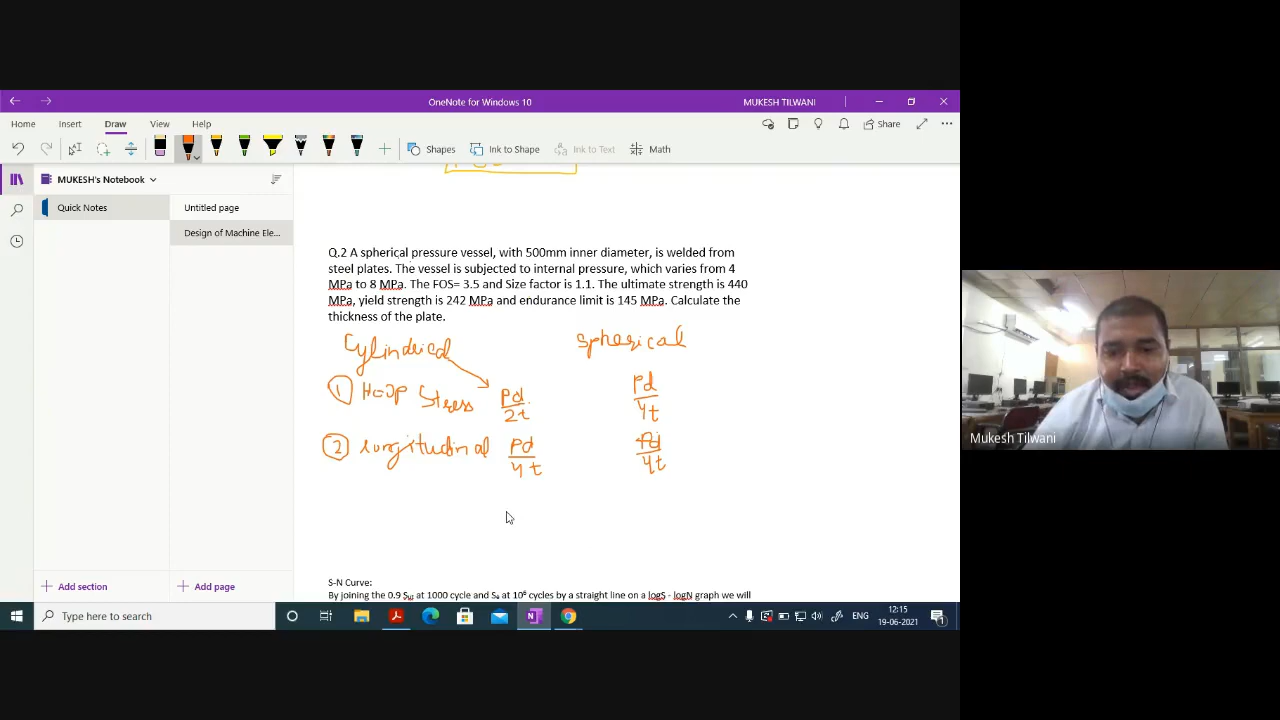 OneNote for Windows 10
MUKESH TILWANI
Home Insert Draw View Help
Share
Shapes Ink to Shape Ink to Text Math
MUKESH's Notebook
Quick Notes
Untitled page
Design of Machine Ele...
Q.2 A spherical pressure vessel, with 500mm inner diameter, is welded from
steel plates. The vessel is subjected to internal pressure, which varies from 4
MPa to 8 MPa. The FOS= 3.5 and Size factor is 1.1. The ultimate strength is 440
MPa, yield strength is 242 MPa and endurance limit is 145 MPa. Calculate the
thickness of the plate.
Cylindrical Spherical
1 Hoop Stress Pd/2t Pd/4t
2 longitudinal Pd/4t Pd/4t
S-N Curve:
By joining the 0.9 Sut at 1000 cycle and Se at 10⁶ cycles by a straight line on a logS - logN graph we will
Mukesh Tilwani
Add section
Add page
Type here to search
ENG
12:15
19-06-2021
1